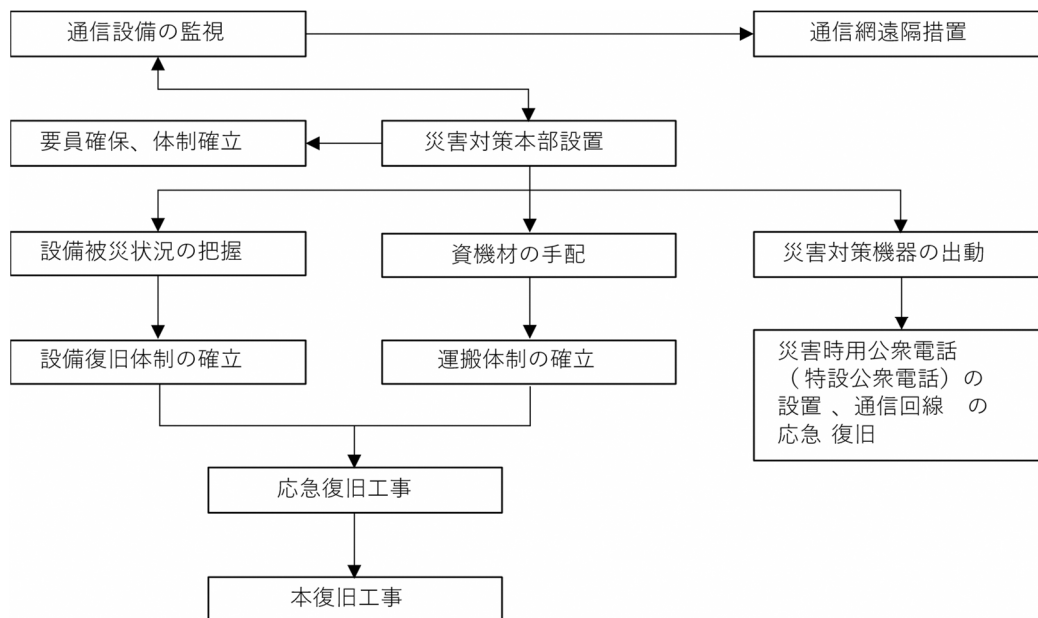 通信設備の監視
通信網遠隔措置
要員確保、体制確立
災害対策本部設置
設備被災状況の把握
資機材の手配
災害対策機器の出動
設備復旧体制の確立
運搬体制の確立
災害時用公衆電話
（特設公衆電話）の
設置 、通信回線　の
応急 復旧
応急復旧工事
本復旧工事